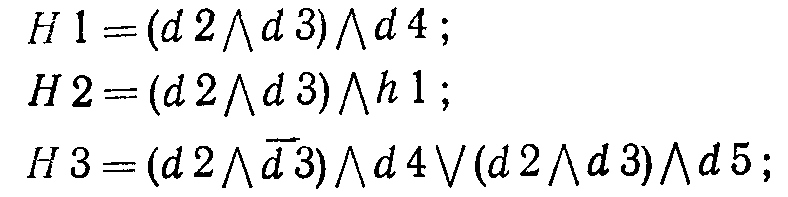 H 1 = (d 2 ⋀ d 3) ⋀ d 4 ;
H 2 = (d 2 ⋀ d 3) ⋀ h 1 ;
H 3 = (d 2 ⋀ d̅ 3) ⋀ d 4 ⋁ (d 2 ⋀ d 3) ⋀ d 5 ;